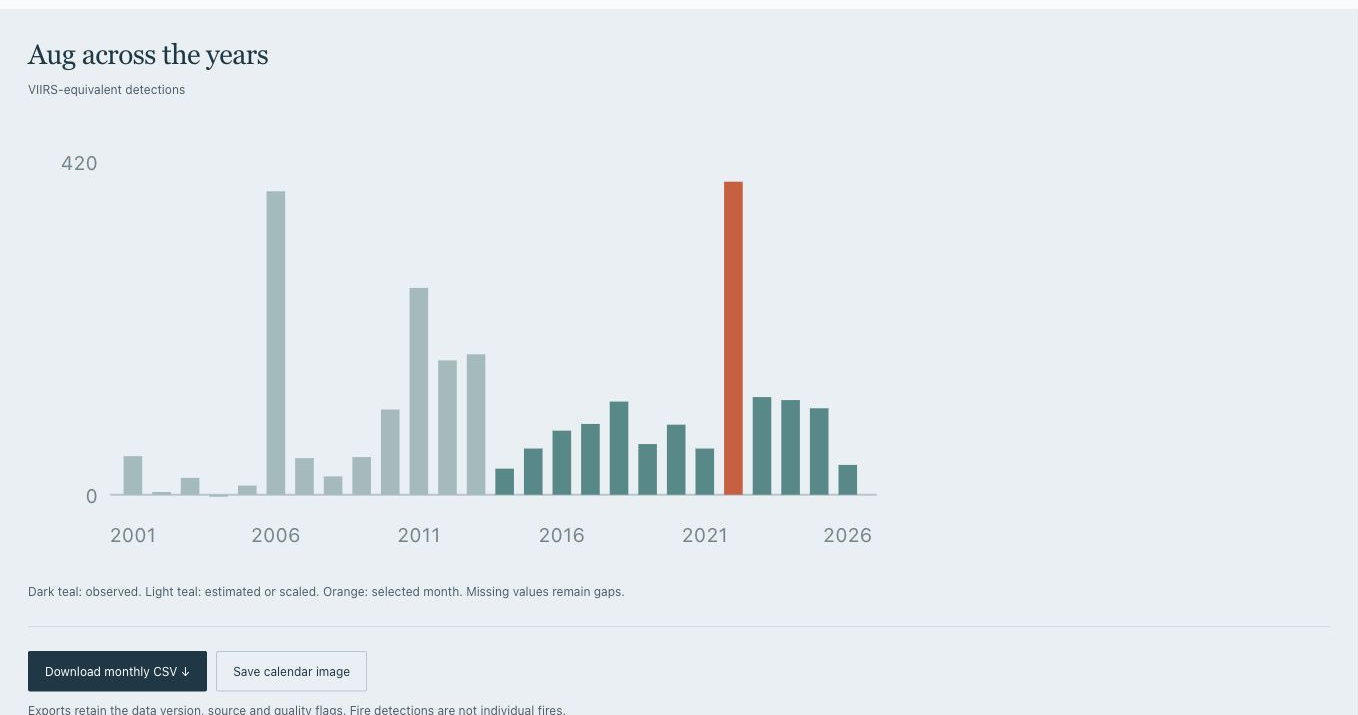 Aug across the years
VIIRS-equivalent detections
420
0
2001 2006 2011 2016 2021 2026
Dark teal: observed. Light teal: estimated or scaled. Orange: selected month. Missing values remain gaps.
Download monthly CSV ↓ Save calendar image
Exports retain the data version, source and quality flags. Fire detections are not individual fires.